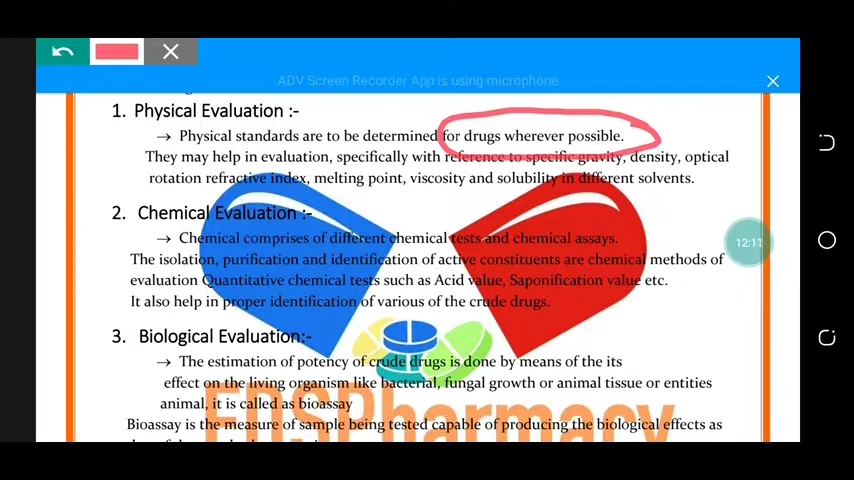 ADV Screen Recorder App is using microphone
1. Physical Evaluation :-
→ Physical standards are to be determined for drugs wherever possible.
They may help in evaluation, specifically with reference to specific gravity, density, optical
rotation refractive index, melting point, viscosity and solubility in different solvents.
2. Chemical Evaluation :-
→ Chemical comprises of different chemical tests and chemical assays.
The isolation, purification and identification of active constituents are chemical methods of
evaluation Quantitative chemical tests such as Acid value, Saponification value etc.
It also help in proper identification of various of the crude drugs.
3. Biological Evaluation:-
→ The estimation of potency of crude drugs is done by means of the its
effect on the living organism like bacterial, fungal growth or animal tissue or entities
animal, it is called as bioassay
Bioassay is the measure of sample being tested capable of producing the biological effects as
EDSPharmacy
12:11